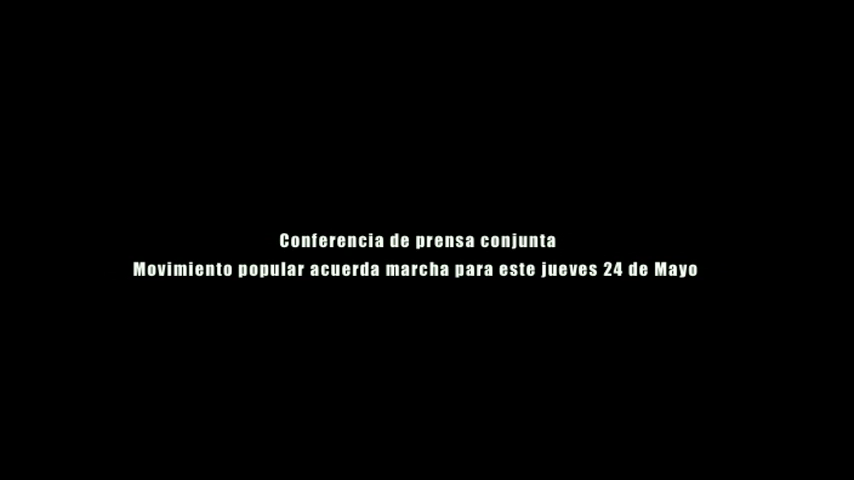 Conferencia de prensa conjunta
Movimiento popular acuerda marcha para este jueves 24 de Mayo